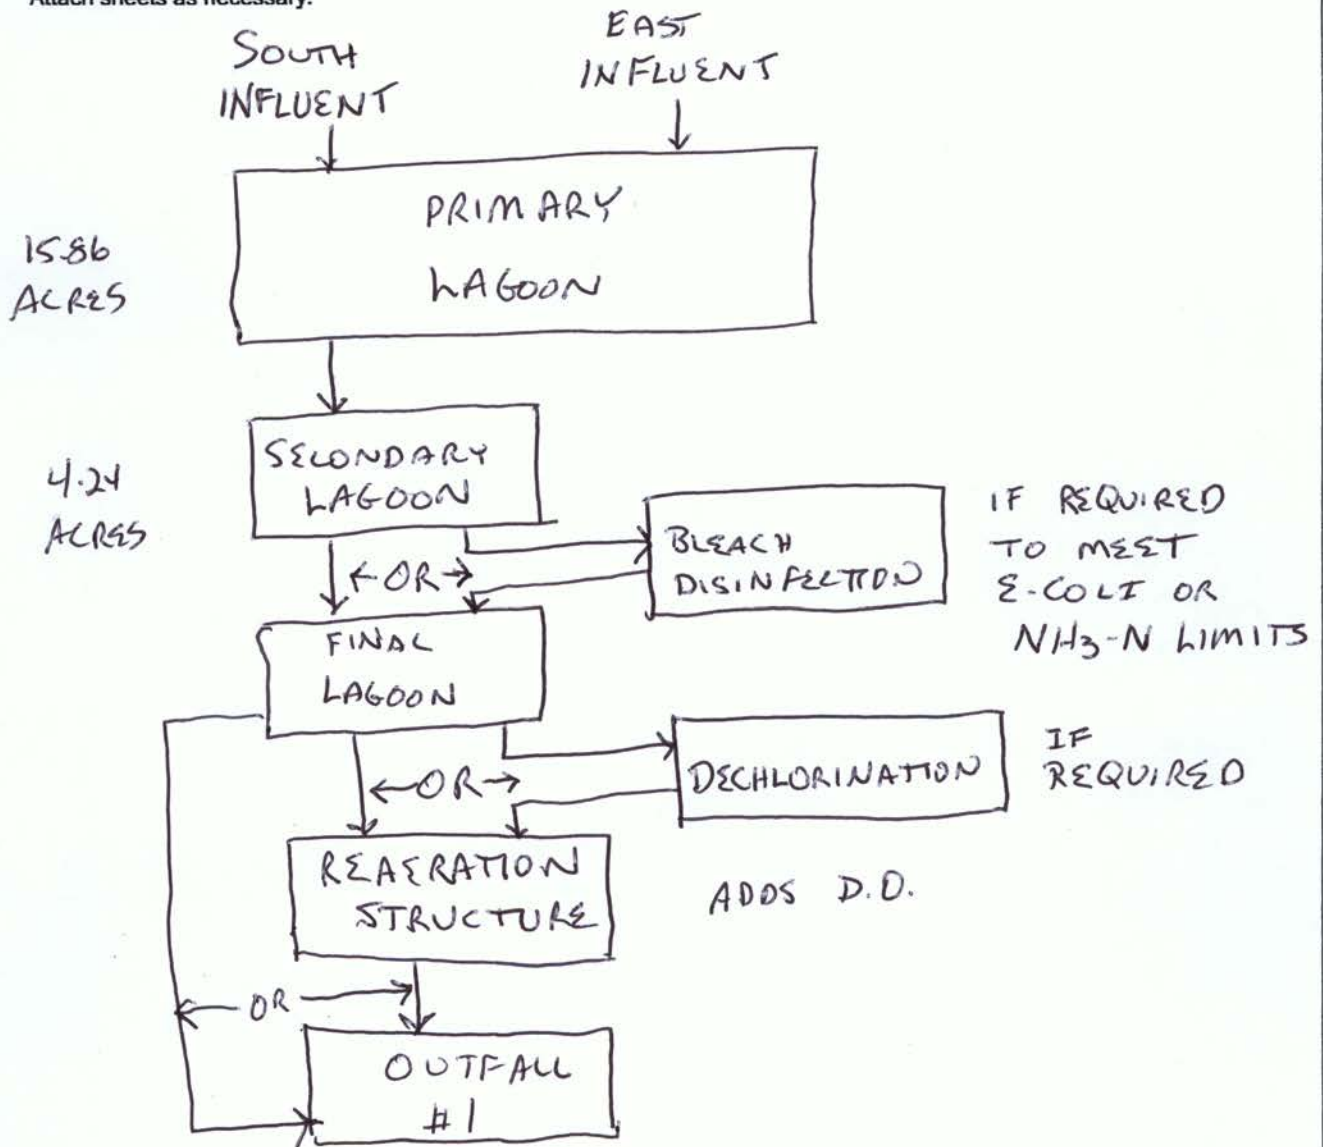 Attach sheets as necessary.
SOUTH
INFLUENT
EAST
INFLUENT
PRIMARY
LAGOON
15.86
ACRES
SECONDARY
LAGOON
4.24
ACRES
BLEACH
DISINFECTION
IF REQUIRED
TO MEET
E-COLI OR
NH3-N LIMITS
OR
FINAL
LAGOON
DECHLORINATION
IF
REQUIRED
OR
REAERATION
STRUCTURE
ADDS D.O.
OR
OUTFALL
#1